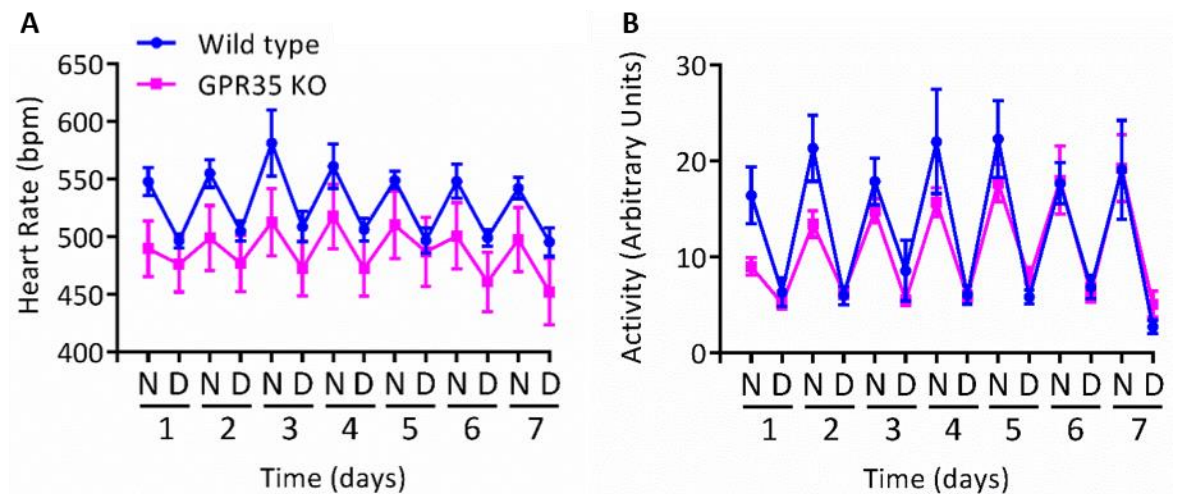 A
Wild type
GPR35 KO
Heart Rate (bpm)
650
600
550
500
450
400
N D N D N D N D N D N D N D
1 2 3 4 5 6 7
Time (days)
B
Activity (Arbitrary Units)
30
20
10
0
N D N D N D N D N D N D N D
1 2 3 4 5 6 7
Time (days)